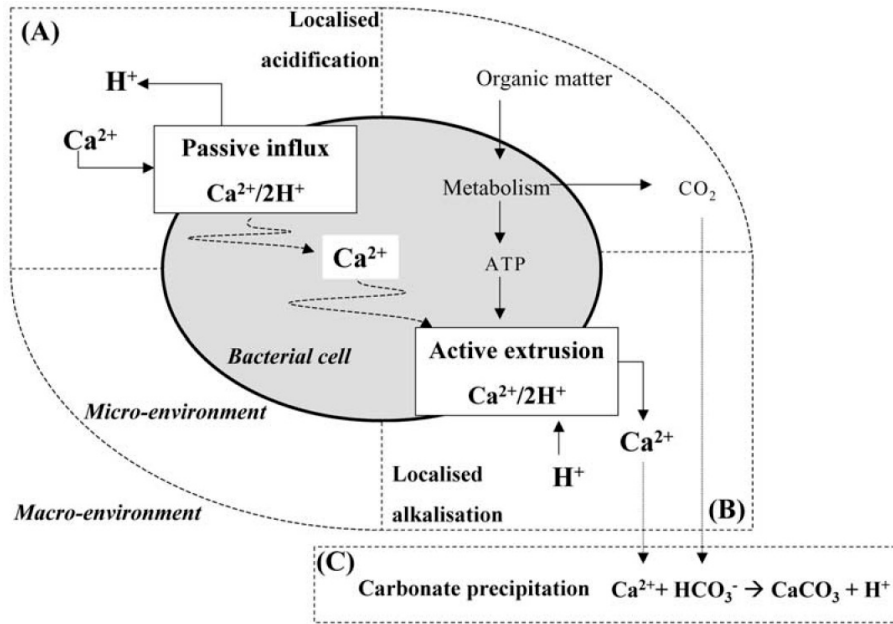 (A)
Localised
acidification
H⁺
Ca²⁺
Passive influx
Ca²⁺/2H⁺
Organic matter
Metabolism
CO₂
Ca²⁺
ATP
Bacterial cell
Active extrusion
Ca²⁺/2H⁺
Micro-environment
Ca²⁺
H⁺
Localised
alkalisation
Macro-environment
(B)
(C)
Carbonate precipitation Ca²⁺+ HCO₃⁻ → CaCO₃ + H⁺